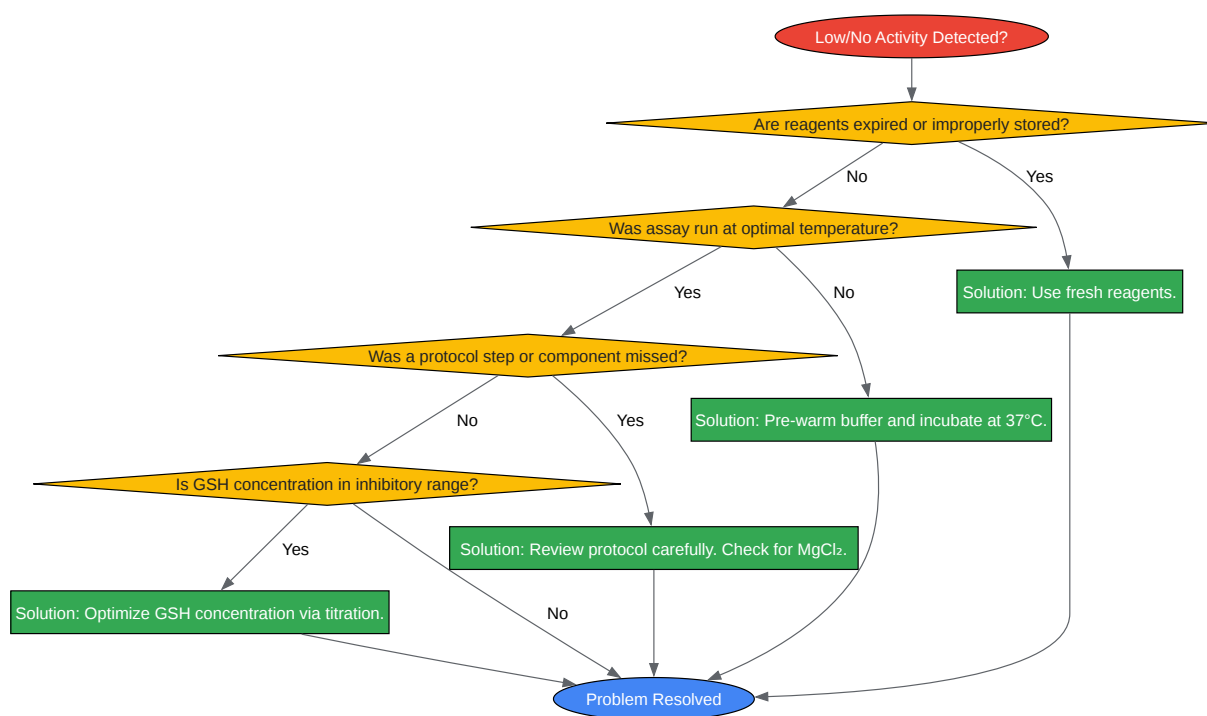 Low/No Activity Detected?
Are reagents expired or improperly stored?
No
Yes
Was assay run at optimal temperature?
Solution: Use fresh reagents.
Yes
No
Was a protocol step or component missed?
Solution: Pre-warm buffer and incubate at 37°C.
No
Yes
Is GSH concentration in inhibitory range?
Solution: Review protocol carefully. Check for MgCl₂.
Yes
Solution: Optimize GSH concentration via titration.
No
Problem Resolved